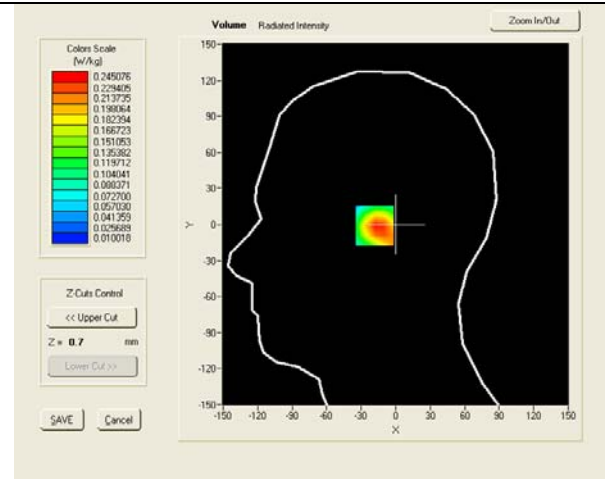 Volume Radiated Intensity
Zoom In/Out
Colors Scale
(W/kg)
0.245076
0.229405
0.213735
0.198064
0.182394
0.166723
0.151053
0.135382
0.119712
0.104041
0.088371
0.072700
0.057030
0.041359
0.025689
0.010018
Z-Cuts Control
<< Upper Cut
Z = 0.7 mm
Lower Cut >>
SAVE Cancel
150
120
90
60
30
0
-30
-60
-90
-120
-150
Y
-150 -120 -90 -60 -30 0 30 60 90 120 150
X